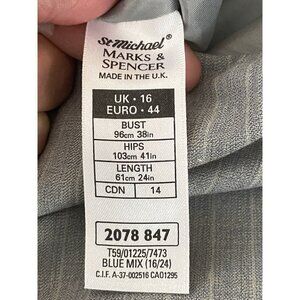 St Michael
MARKS &
SPENCER
MADE IN THE U.K.
UK · 16
EURO · 44
BUST
96cm 38in
HIPS
103cm 41in
LENGTH
61cm 24in
CDN 14
2078 847
T59/01225/7473
BLUE MIX (16/24)
C.I.F. A-37-002516 CA01295